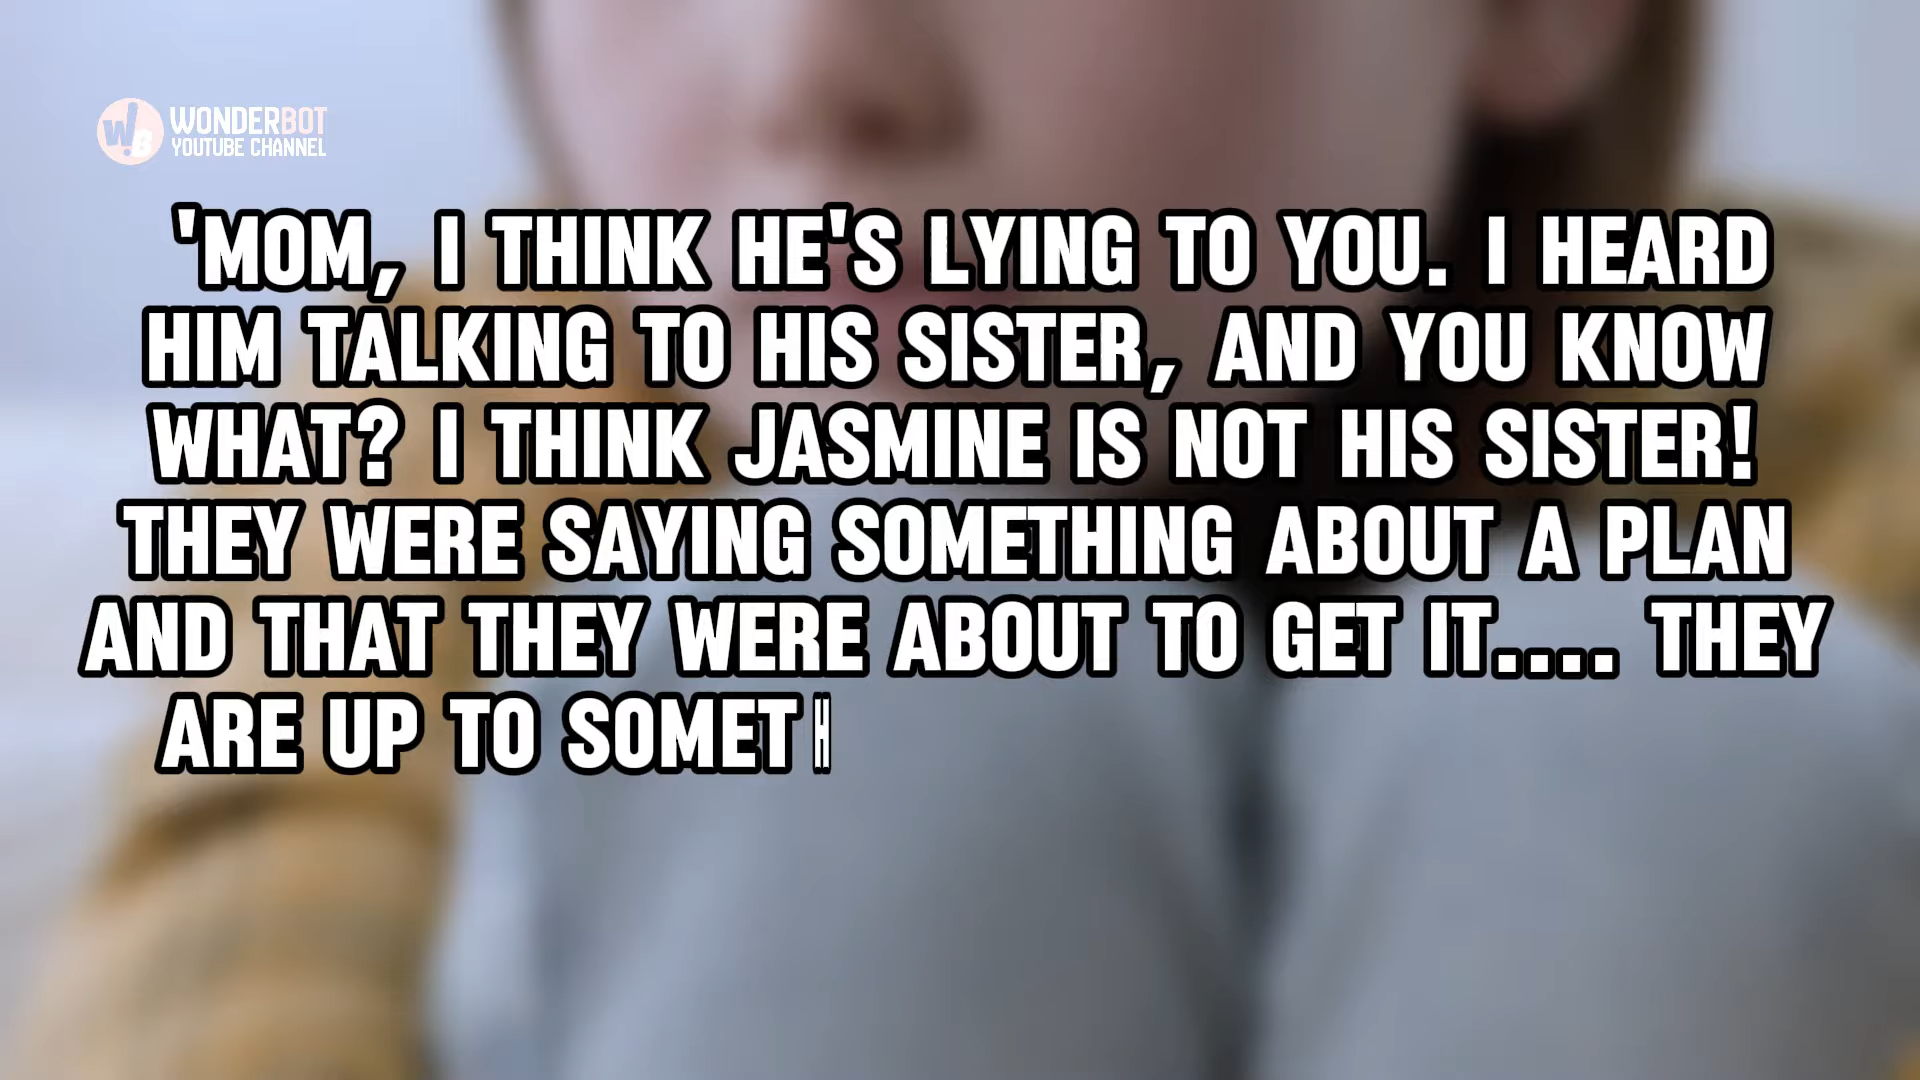 W!B WONDERBOT
YOUTUBE CHANNEL
'MOM, I THINK HE'S LYING TO YOU. I HEARD
HIM TALKING TO HIS SISTER, AND YOU KNOW
WHAT? I THINK JASMINE IS NOT HIS SISTER!
THEY WERE SAYING SOMETHING ABOUT A PLAN
AND THAT THEY WERE ABOUT TO GET IT.... THEY
ARE UP TO SOMETH